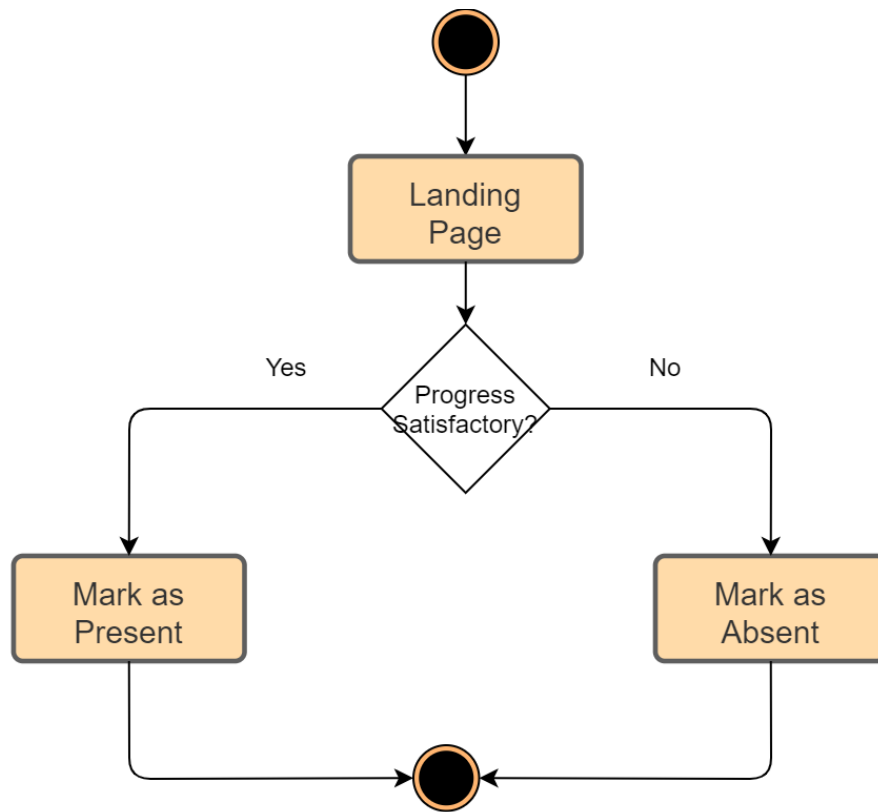 Landing
Page
Yes
No
Progress
Satisfactory?
Mark as
Present
Mark as
Absent